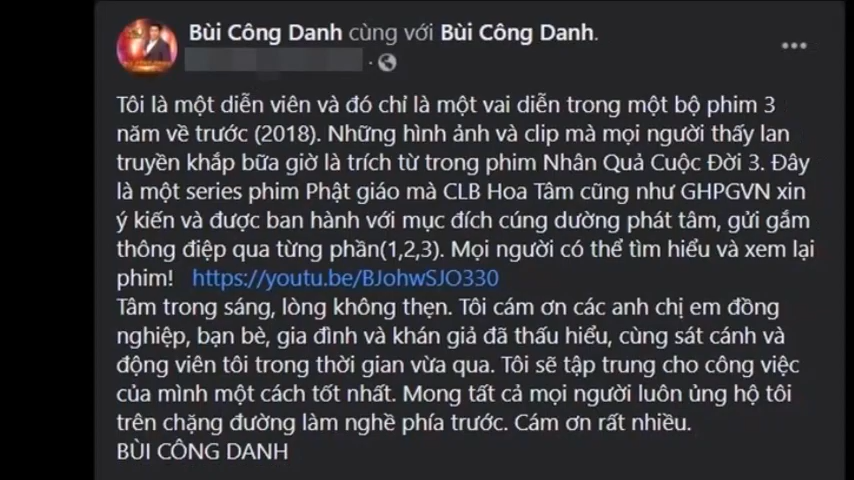 Bùi Công Danh cùng với Bùi Công Danh.
Tôi là một diễn viên và đó chỉ là một vai diễn trong một bộ phim 3
năm về trước (2018). Những hình ảnh và clip mà mọi người thấy lan
truyền khắp bữa giờ là trích từ trong phim Nhân Quả Cuộc Đời 3. Đây
là một series phim Phật giáo mà CLB Hoa Tâm cũng như GHPGVN xin
ý kiến và được ban hành với mục đích cúng dường phát tâm, gửi gắm
thông điệp qua từng phần(1,2,3). Mọi người có thể tìm hiểu và xem lại
phim! https://youtu.be/BJohwSJO330
Tâm trong sáng, lòng không thẹn. Tôi cám ơn các anh chị em đồng
nghiệp, bạn bè, gia đình và khán giả đã thấu hiểu, cùng sát cánh và
động viên tôi trong thời gian vừa qua. Tôi sẽ tập trung cho công việc
của mình một cách tốt nhất. Mong tất cả mọi người luôn ủng hộ tôi
trên chặng đường làm nghề phía trước. Cám ơn rất nhiều.
BÙI CÔNG DANH